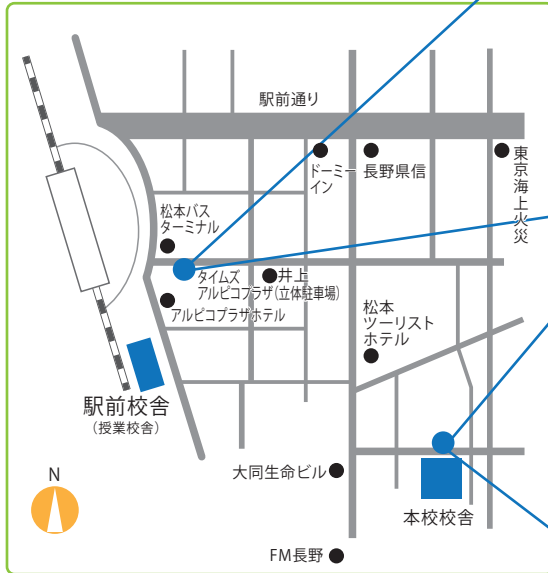 駅前通り
ドーミー
イン
長野県信
東京海上火災
松本バス
ターミナル
タイムズ
アルピコプラザ(立体駐車場)
井上
アルピコプラザホテル
松本
ツーリスト
ホテル
駅前校舎
(授業校舎)
大同生命ビル
本校校舎
N
FM長野